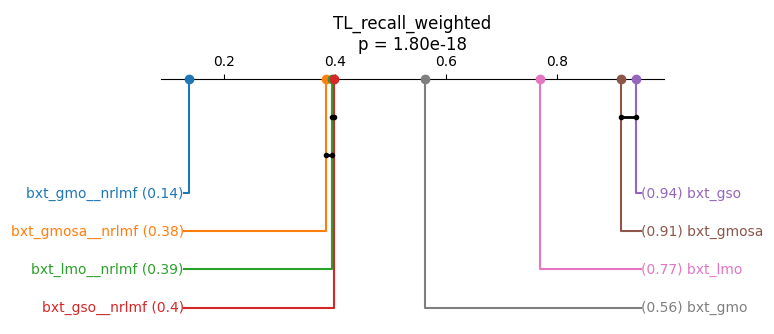 TL_recall_weighted
p = 1.80e-18
0.2 0.4 0.6 0.8
bxt_gmo__nrlmf (0.14) (0.94) bxt_gso
bxt_gmosa__nrlmf (0.38) (0.91) bxt_gmosa
bxt_lmo__nrlmf (0.39) (0.77) bxt_lmo
bxt_gso__nrlmf (0.4) (0.56) bxt_gmo